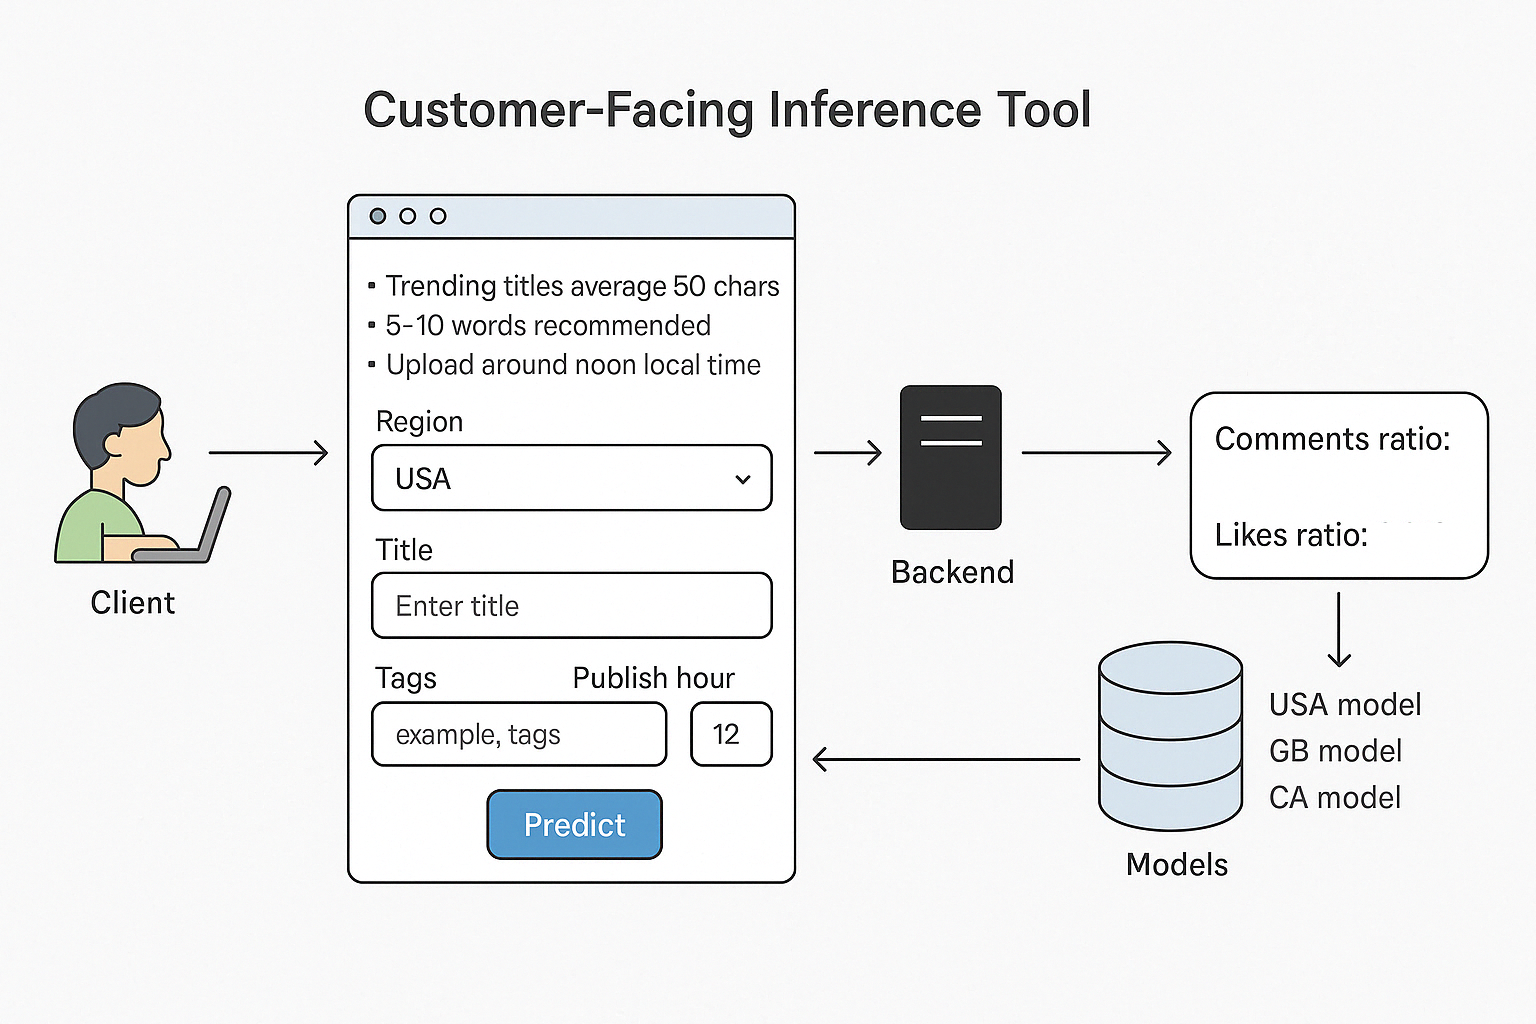 Customer-Facing Inference Tool
▪ Trending titles average 50 chars
▪ 5-10 words recommended
▪ Upload around noon local time
Region
USA
Title
Enter title
Tags
Publish hour
example, tags
12
Predict
Client
Backend
Comments ratio:
Likes ratio:
USA model
GB model
CA model
Models